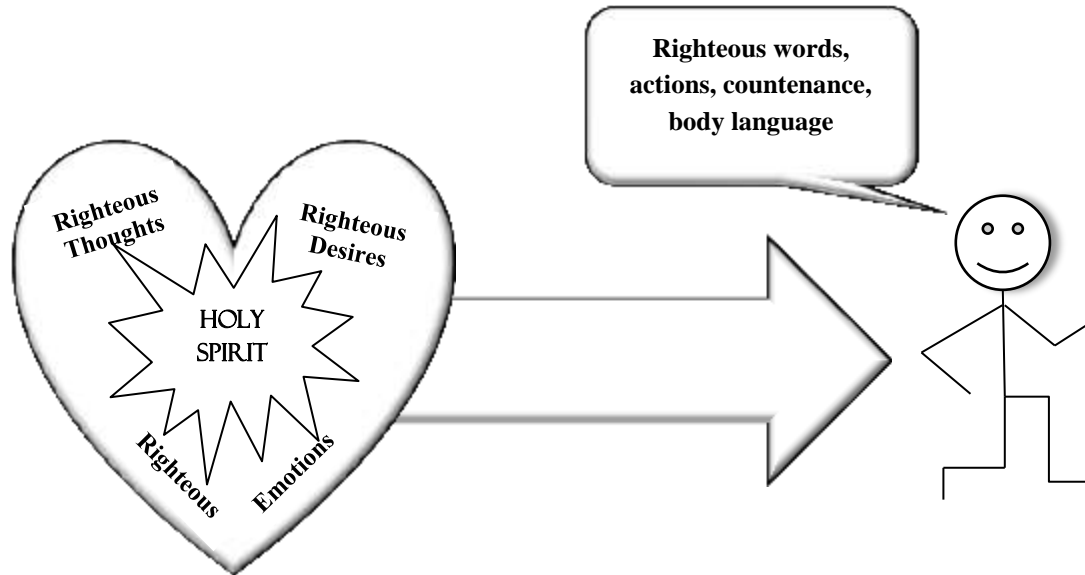 Righteous words,
actions, countenance,
body language
Righteous
Thoughts
Righteous
Desires
HOLY
SPIRIT
Righteous
Emotions